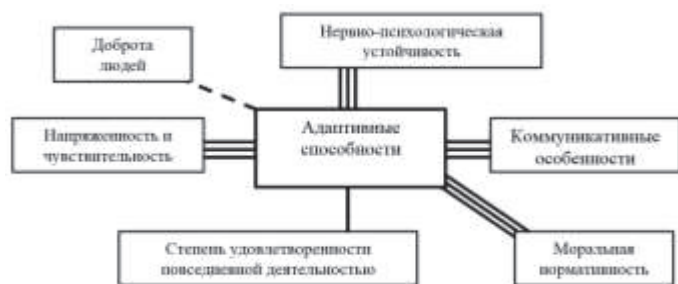 Доброта
людей
Нервно-психологическая
устойчивость
Напряженность и
чувствительность
Адаптивные
способности
Коммуникативные
особенности
Степень удовлетворенности
повседневной деятельностью
Моральная
нормативность